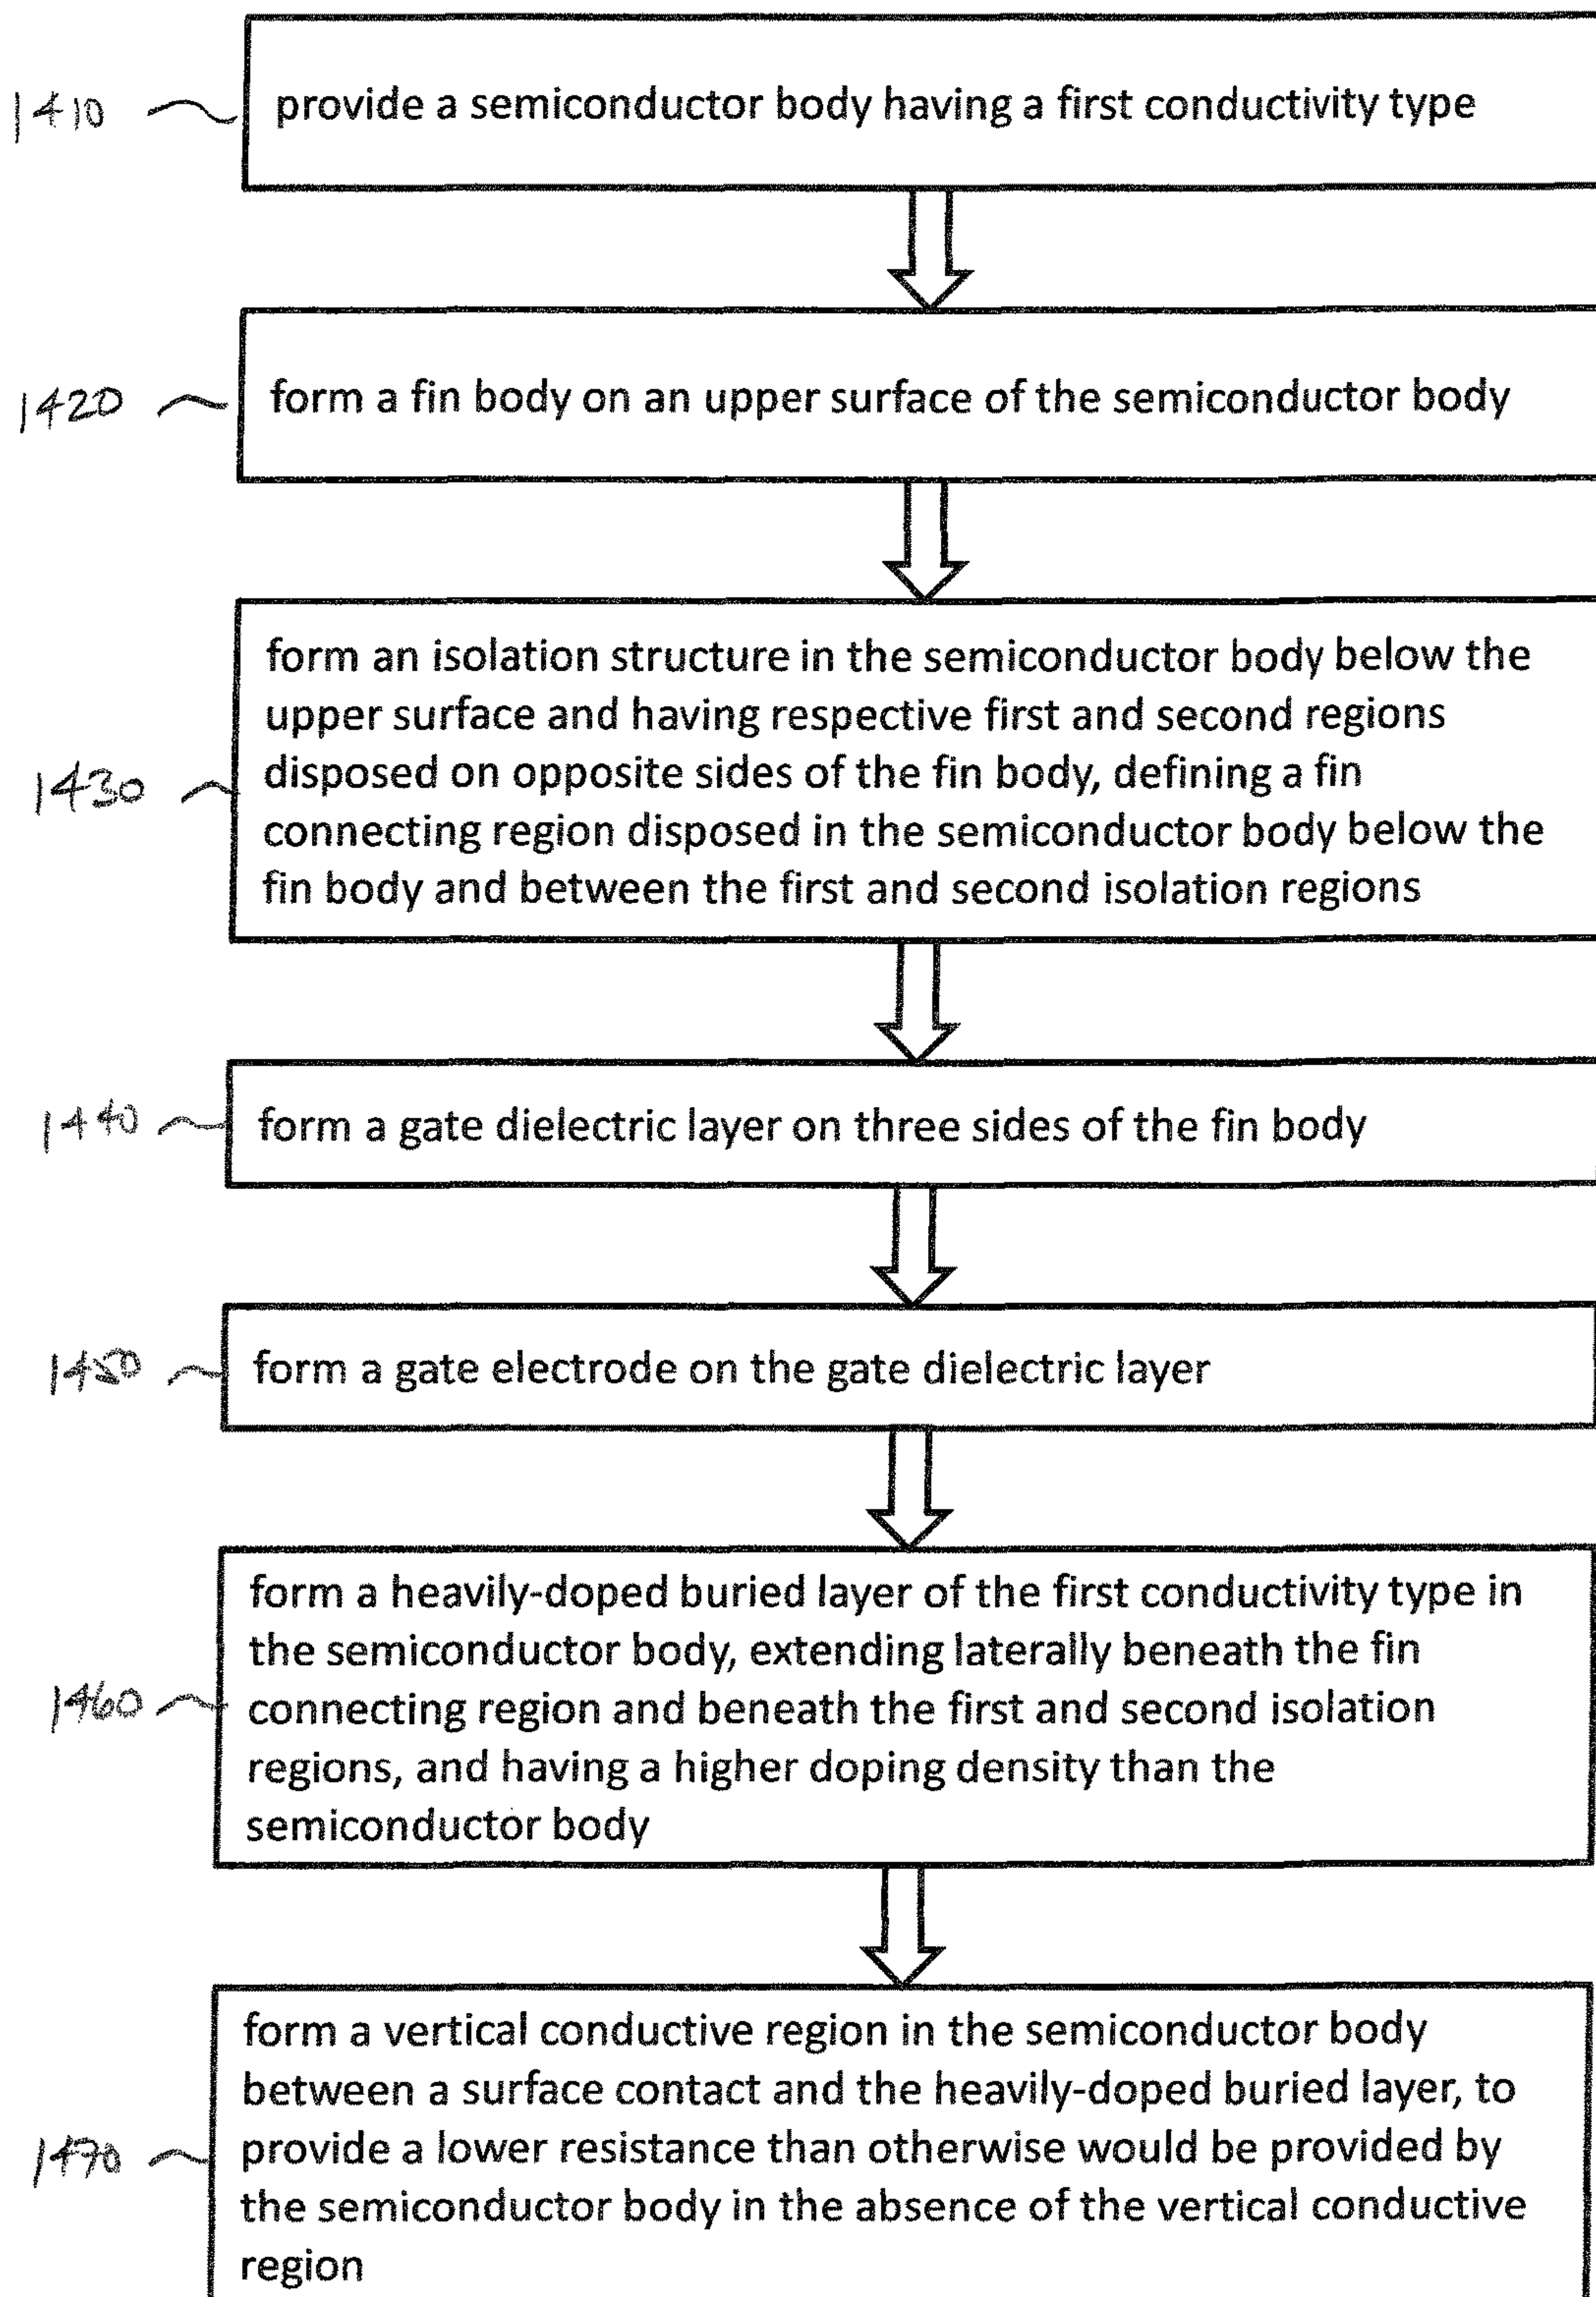 1410
provide a semiconductor body having a first conductivity type
1420
form a fin body on an upper surface of the semiconductor body
form an isolation structure in the semiconductor body below the
upper surface and having respective first and second regions
disposed on opposite sides of the fin body, defining a fin
1430
connecting region disposed in the semiconductor body below the
fin body and between the first and second isolation regions
1440
form a gate dielectric layer on three sides of the fin body
1450
form a gate electrode on the gate dielectric layer
form a heavily-doped buried layer of the first conductivity type in
the semiconductor body, extending laterally beneath the fin
1460
connecting region and beneath the first and second isolation
regions, and having a higher doping density than the
semiconductor body
form a vertical conductive region in the semiconductor body
between a surface contact and the heavily-doped buried layer, to
1470
provide a lower resistance than otherwise would be provided by
the semiconductor body in the absence of the vertical conductive
region